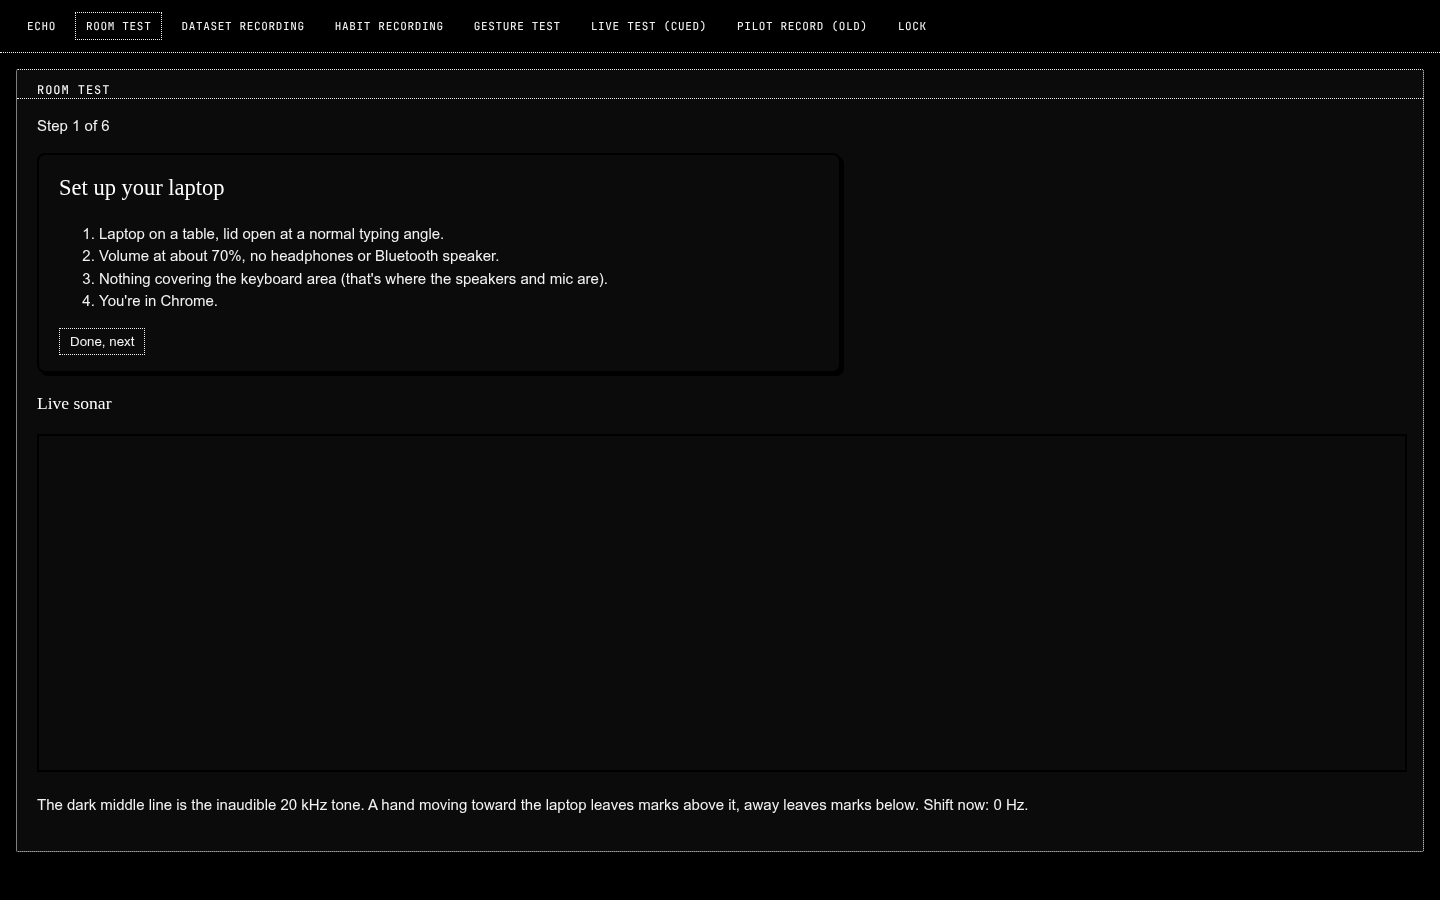 ECHO ROOM TEST DATASET RECORDING HABIT RECORDING GESTURE TEST LIVE TEST (CUED) PILOT RECORD (OLD) LOCK
ROOM TEST
Step 1 of 6
Set up your laptop
1. Laptop on a table, lid open at a normal typing angle.
2. Volume at about 70%, no headphones or Bluetooth speaker.
3. Nothing covering the keyboard area (that's where the speakers and mic are).
4. You're in Chrome.
Done, next
Live sonar
The dark middle line is the inaudible 20 kHz tone. A hand moving toward the laptop leaves marks above it, away leaves marks below. Shift now: 0 Hz.